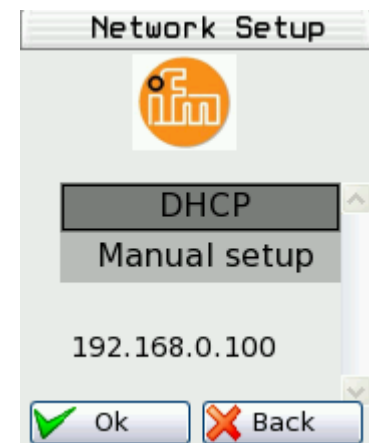 Network Setup
ifm
DHCP
Manual setup
192.168.0.100
Ok
Back